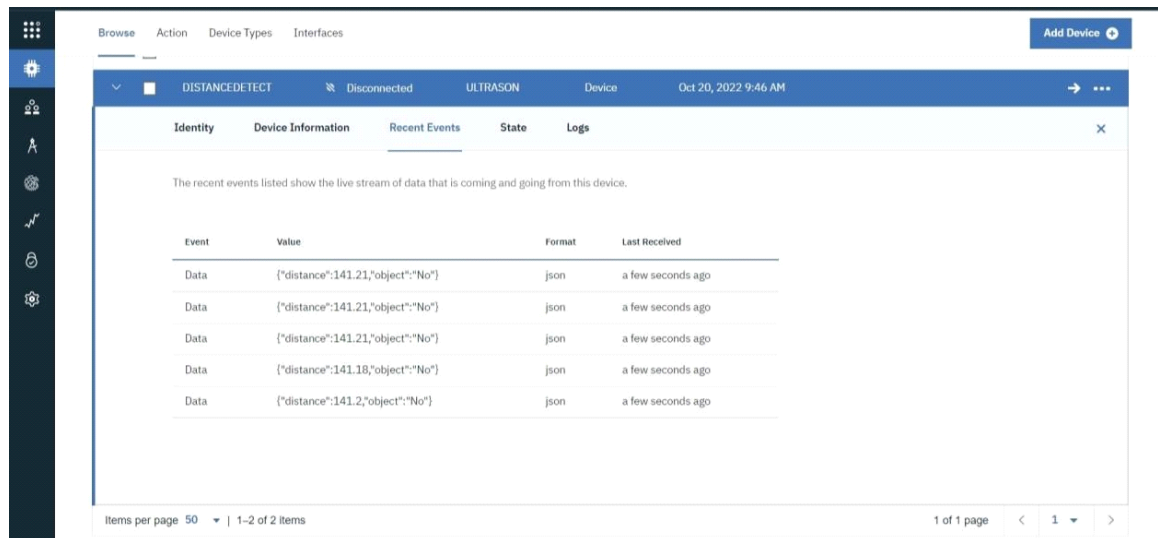 Browse Action Device Types Interfaces
Add Device
DISTANCEDETECT Disconnected ULTRASON Device Oct 20, 2022 9:46 AM
Identity Device Information Recent Events State Logs
The recent events listed show the live stream of data that is coming and going from this device.
Event Value Format Last Received
Data {"distance":141.21,"object":"No"} json a few seconds ago
Data {"distance":141.21,"object":"No"} json a few seconds ago
Data {"distance":141.21,"object":"No"} json a few seconds ago
Data {"distance":141.18,"object":"No"} json a few seconds ago
Data {"distance":141.2,"object":"No"} json a few seconds ago
Items per page 50 | 1–2 of 2 items
1 of 1 page 1